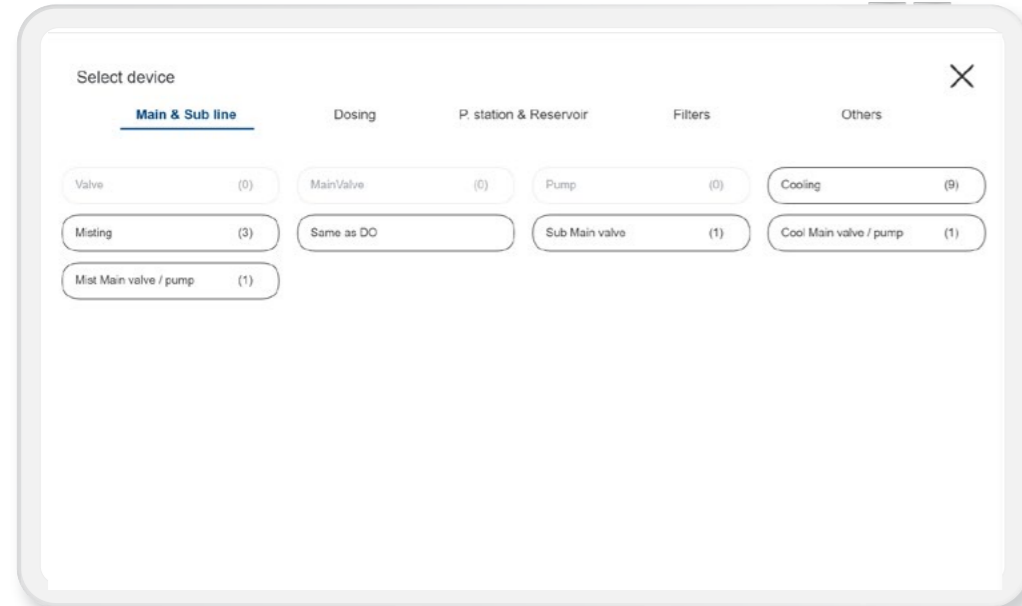 Select device
Main & Sub line Dosing P. station & Reservoir Filters Others
Valve (0) MainValve (0) Pump (0) Cooling (9)
Misting (3) Same as DO Sub Main valve (1) Cool Main valve / pump (1)
Mist Main valve / pump (1)